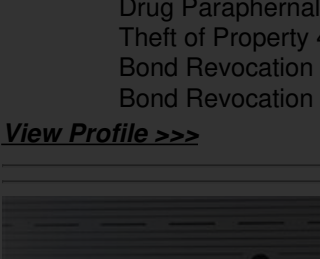 Drug Paraphernal
Theft of Property
Bond Revocation
Bond Revocation
View Profile >>>